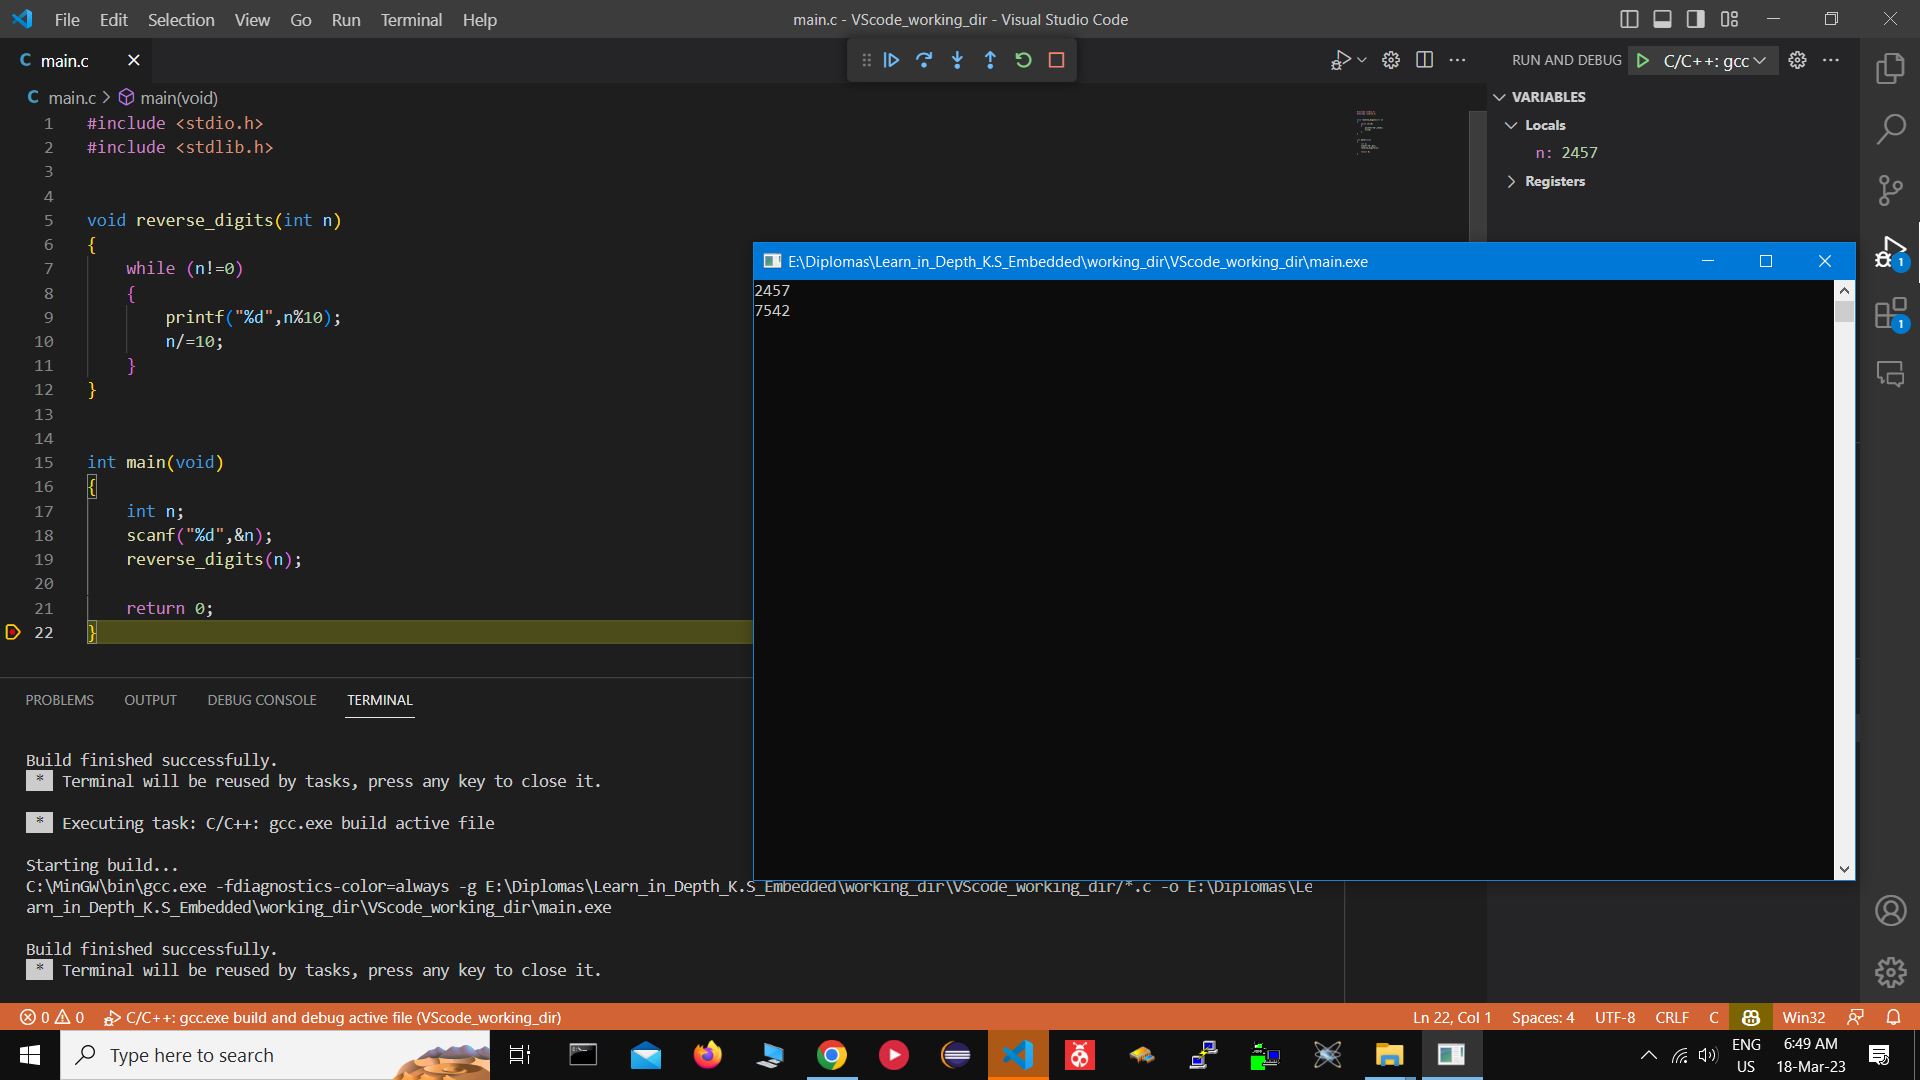 File Edit Selection View Go Run Terminal Help
main.c - VScode_working_dir - Visual Studio Code
C main.c
RUN AND DEBUG C/C++: gcc
C main.c > main(void)
1 #include <stdio.h>
2 #include <stdlib.h>
3
4
5 void reverse_digits(int n)
6 {
7 while (n!=0)
8 {
9 printf("%d",n%10);
10 n/=10;
11 }
12 }
13
14
15 int main(void)
16 {
17 int n;
18 scanf("%d",&n);
19 reverse_digits(n);
20
21 return 0;
22 }
VARIABLES
Locals
n: 2457
Registers
1
1
E:\Diplomas\Learn_in_Depth_K.S_Embedded\working_dir\VScode_working_dir\main.exe
2457
7542
PROBLEMS OUTPUT DEBUG CONSOLE TERMINAL
Build finished successfully.
* Terminal will be reused by tasks, press any key to close it.
* Executing task: C/C++: gcc.exe build active file
Starting build...
C:\MinGW\bin\gcc.exe -fdiagnostics-color=always -g E:\Diplomas\Learn_in_Depth_K.S_Embedded\working_dir\VScode_working_dir/*.c -o E:\Diplomas\Le
arn_in_Depth_K.S_Embedded\working_dir\VScode_working_dir\main.exe
Build finished successfully.
* Terminal will be reused by tasks, press any key to close it.
0 0 C/C++: gcc.exe build and debug active file (VScode_working_dir)
Ln 22, Col 1 Spaces: 4 UTF-8 CRLF C Win32
Type here to search
ENG
US
6:49 AM
18-Mar-23